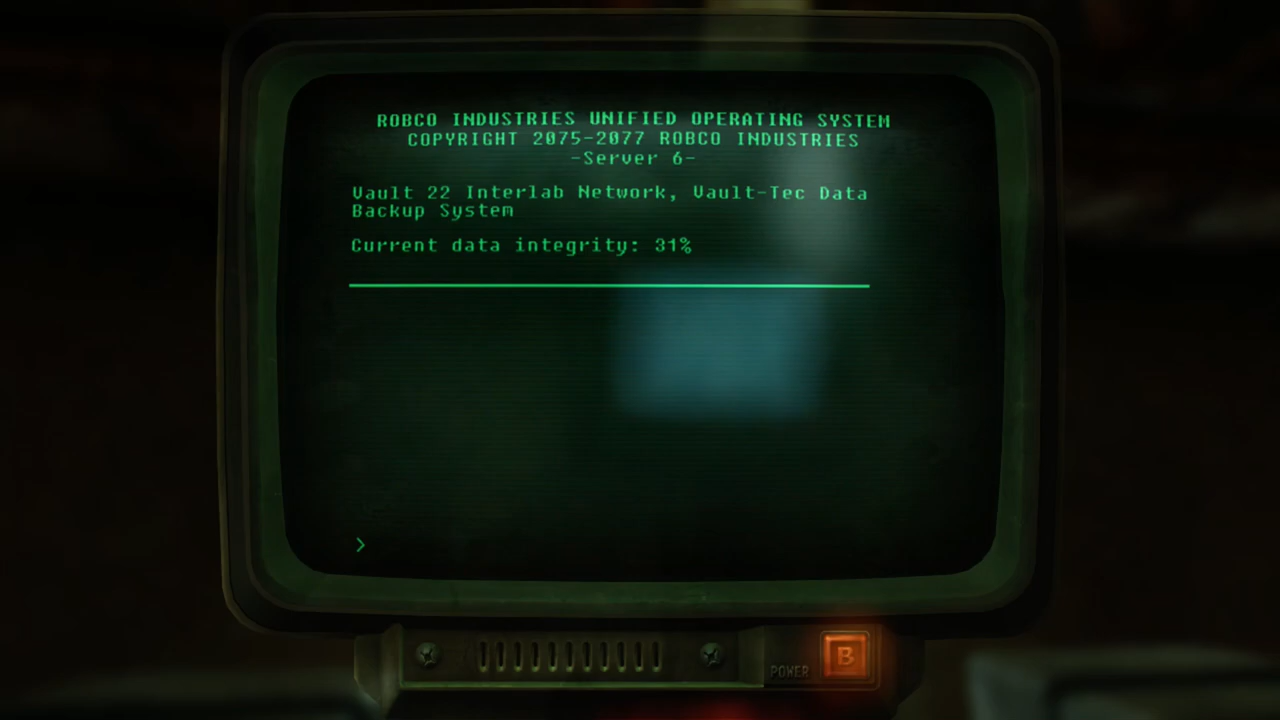 ROBCO INDUSTRIES UNIFIED OPERATING SYSTEM
COPYRIGHT 2075-2077 ROBCO INDUSTRIES
-Server 6-
Vault 22 Interlab Network, Vault-Tec Data
Backup System
Current data integrity: 31%
>
POWER B